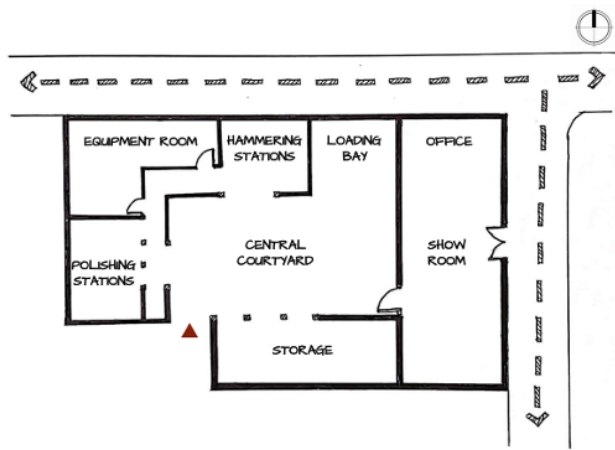 EQUIPMENT ROOM
HAMMERING
STATIONS
LOADING
BAY
OFFICE
POLISHING
STATIONS
CENTRAL
COURTYARD
SHOW
ROOM
STORAGE